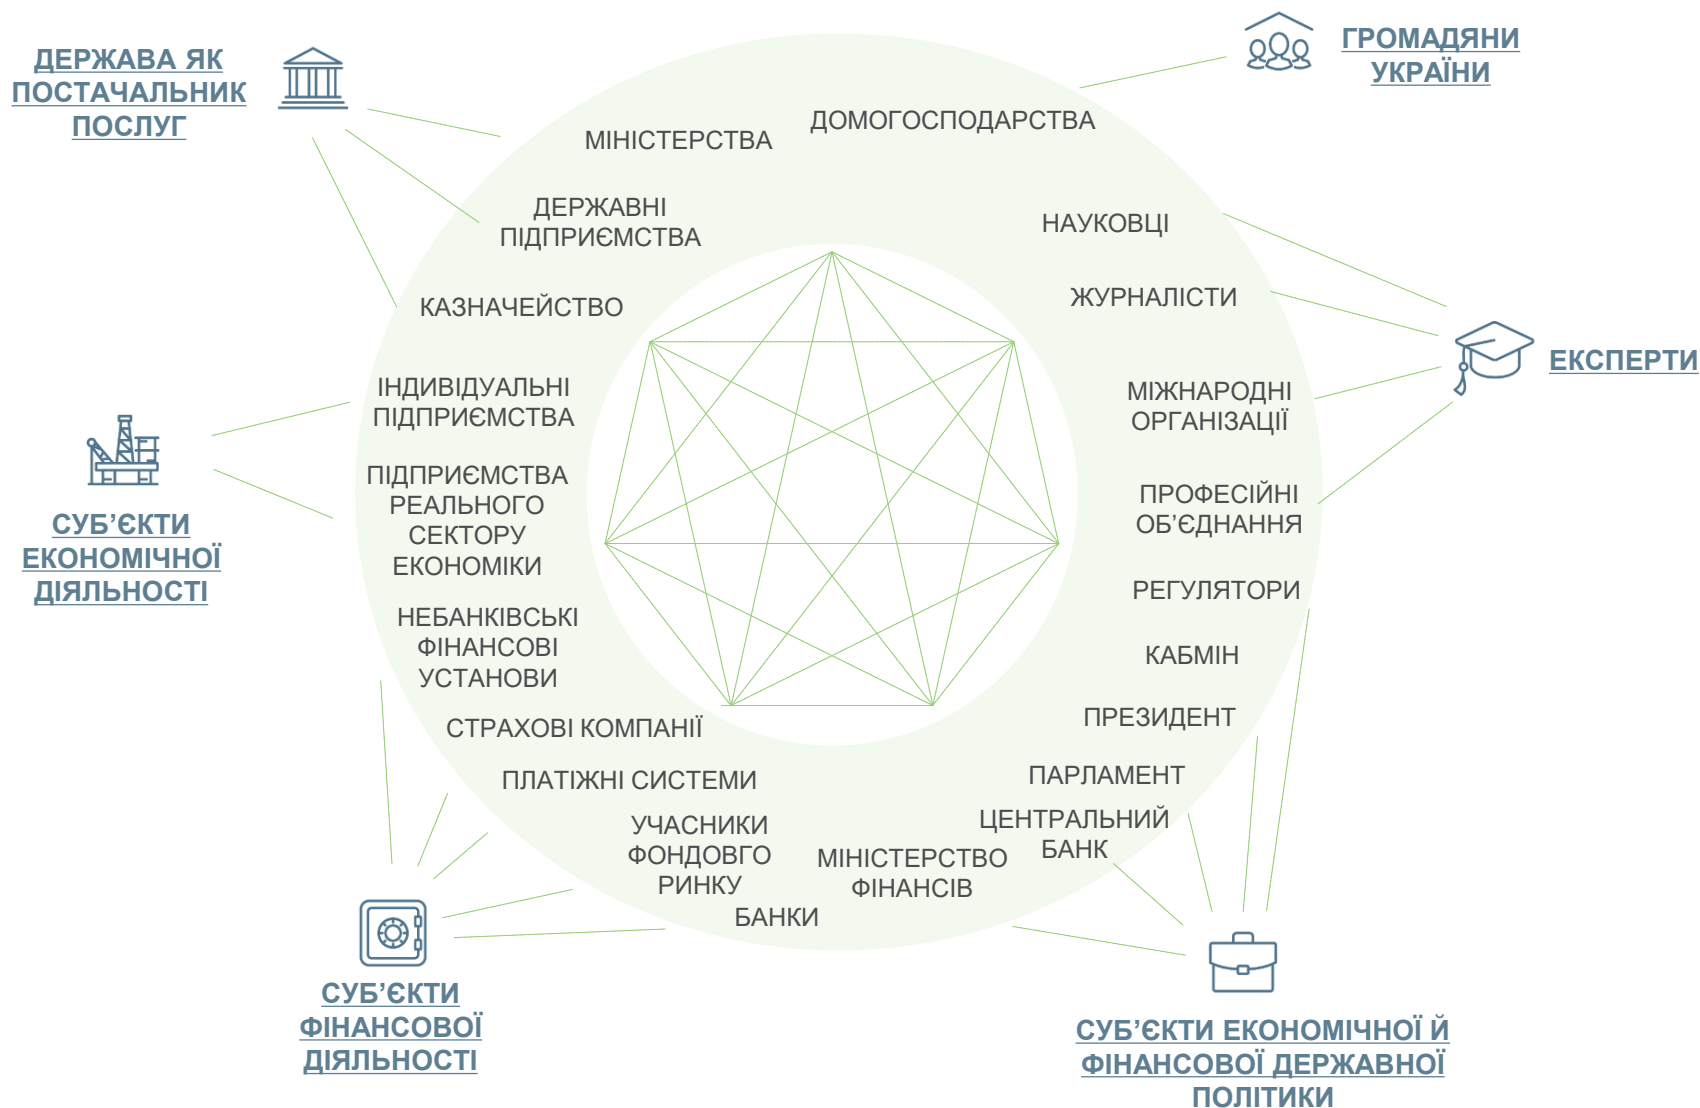 ДЕРЖАВА ЯК
ПОСТАЧАЛЬНИК
ПОСЛУГ
ГРОМАДЯНИ
УКРАЇНИ
МІНІСТЕРСТВА
ДОМОГОСПОДАРСТВА
ДЕРЖАВНІ
ПІДПРИЄМСТВА
НАУКОВЦІ
КАЗНАЧЕЙСТВО
ЖУРНАЛІСТИ
ЕКСПЕРТИ
ІНДИВІДУАЛЬНІ
ПІДПРИЄМСТВА
МІЖНАРОДНІ
ОРГАНІЗАЦІЇ
ПІДПРИЄМСТВА
РЕАЛЬНОГО
СЕКТОРУ
ЕКОНОМІКИ
ПРОФЕСІЙНІ
ОБ’ЄДНАННЯ
СУБ’ЄКТИ
ЕКОНОМІЧНОЇ
ДІЯЛЬНОСТІ
РЕГУЛЯТОРИ
НЕБАНКІВСЬКІ
ФІНАНСОВІ
УСТАНОВИ
КАБМІН
СТРАХОВІ КОМПАНІЇ
ПРЕЗИДЕНТ
ПЛАТІЖНІ СИСТЕМИ
ПАРЛАМЕНТ
УЧАСНИКИ
ФОНДОВГО
РИНКУ
ЦЕНТРАЛЬНИЙ
БАНК
МІНІСТЕРСТВО
ФІНАНСІВ
БАНКИ
СУБ’ЄКТИ
ФІНАНСОВОЇ
ДІЯЛЬНОСТІ
СУБ’ЄКТИ ЕКОНОМІЧНОЇ Й
ФІНАНСОВОЇ ДЕРЖАВНОЇ
ПОЛІТИКИ